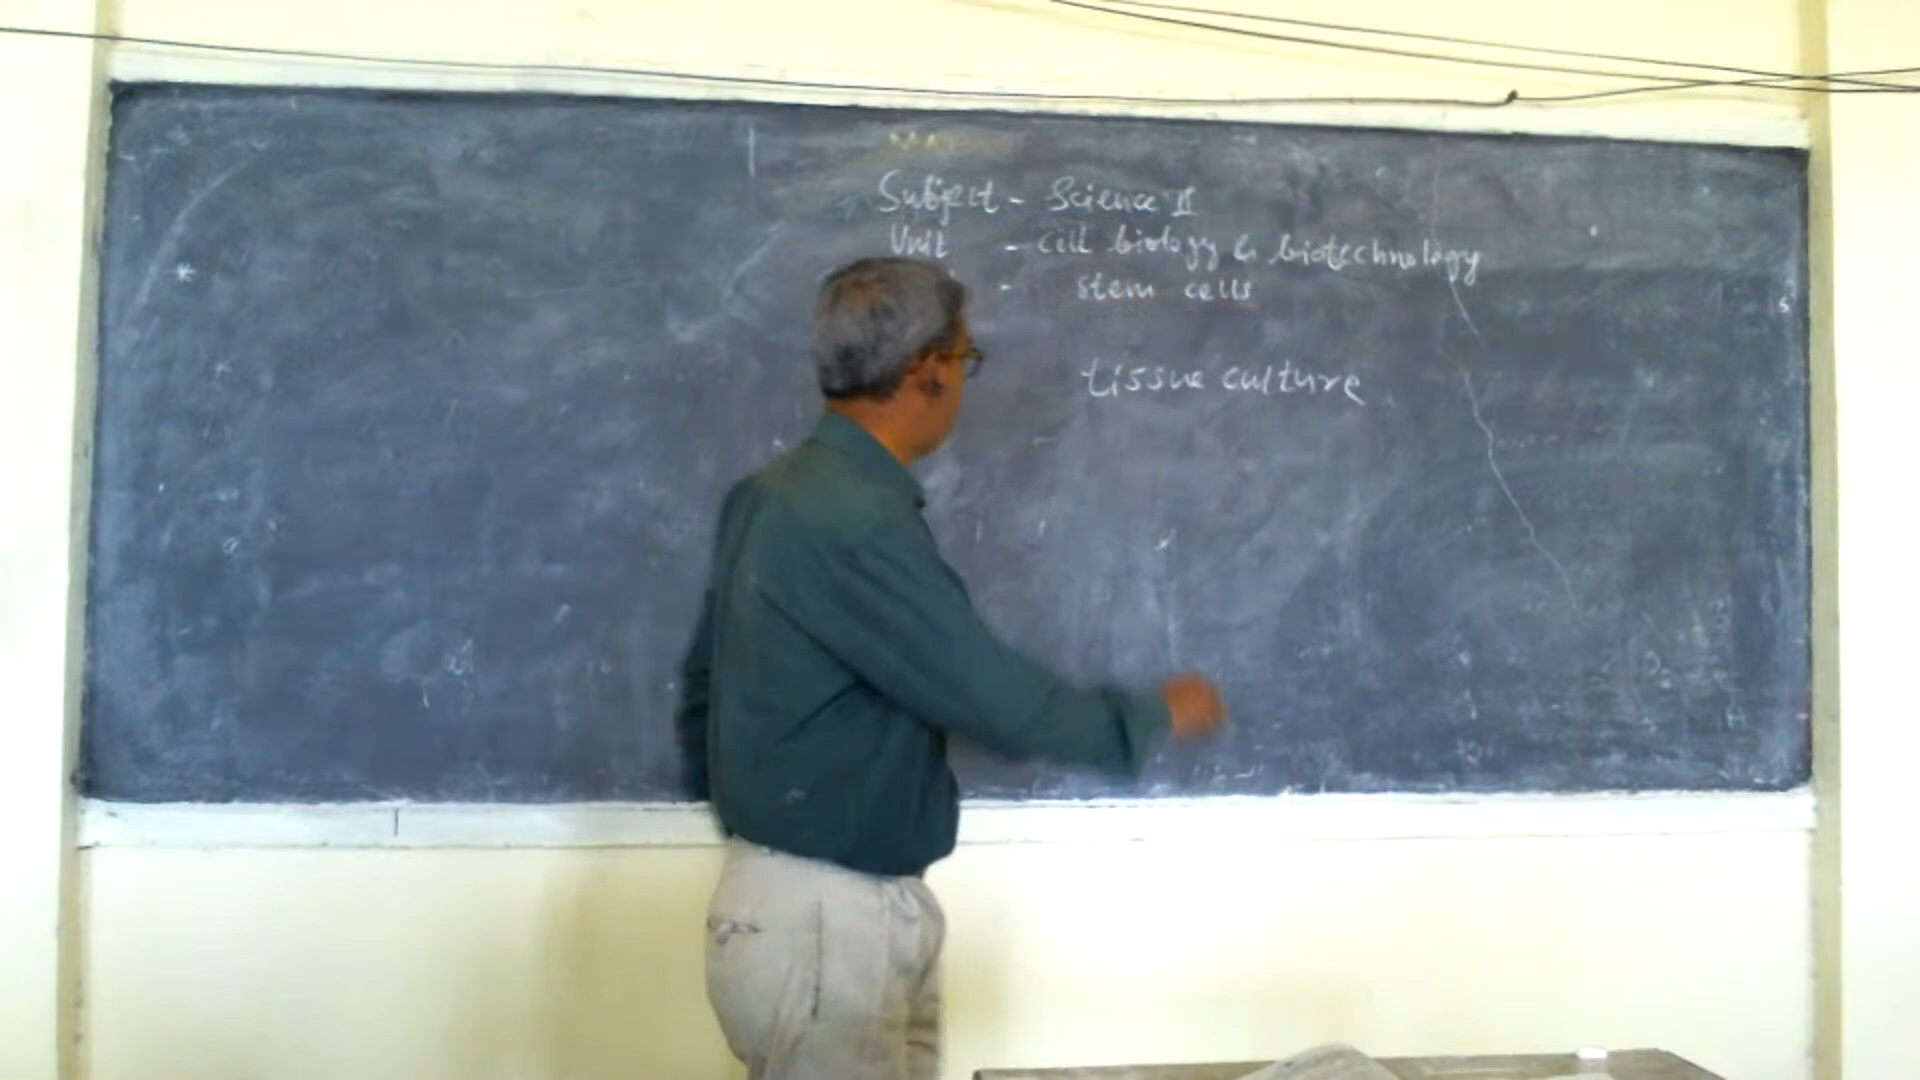 Subject - Science II
Unit - Cell biology & biotechnology
- stem cells
tissue culture